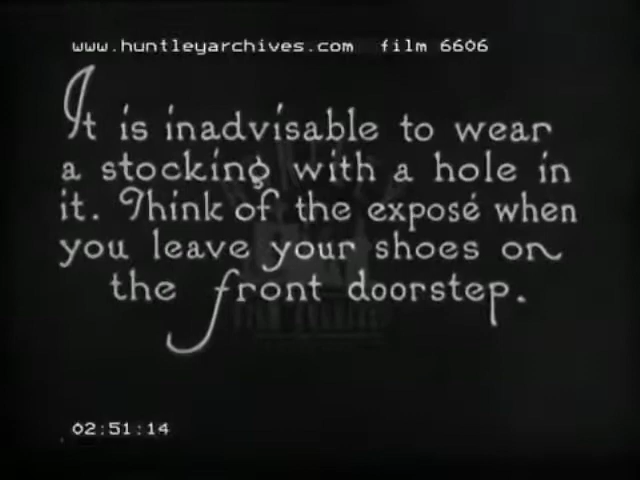 www.huntleyarchives.com film 6606
It is inadvisable to wear
a stocking with a hole in
it. Think of the exposé when
you leave your shoes on
the front doorstep.
02:51:14